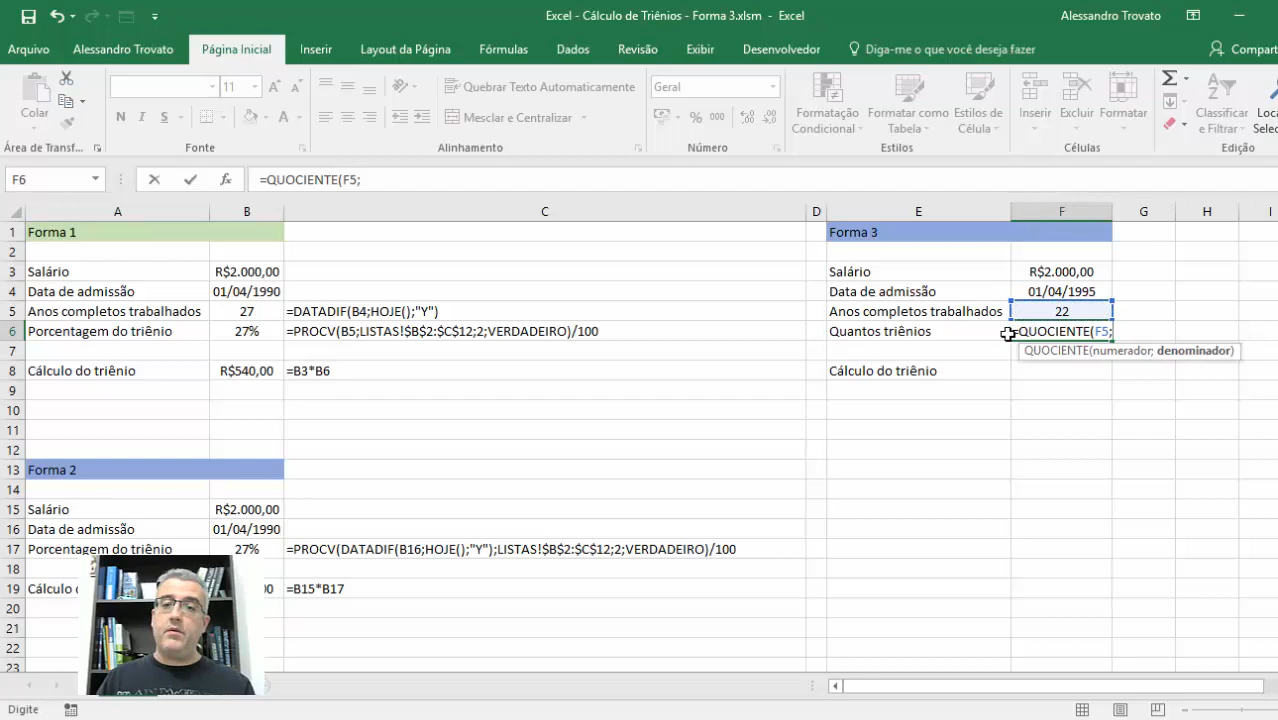 Excel - Cálculo de Triênios - Forma 3.xlsm - Excel
Alessandro Trovato
Arquivo Alessandro Trovato Página Inicial Inserir Layout da Página Fórmulas Dados Revisão Exibir Desenvolvedor Diga-me o que você deseja fazer Compart
Colar
11
Quebrar Texto Automaticamente
Geral
Formatação Condicional
Formatar como Tabela
Estilos de Célula
Inserir
Excluir
Formatar
Classificar e Filtrar
Loca
Selec
N I S
Mesclar e Centralizar
% 000
Área de Transf... Fonte Alinhamento Número Estilos Células Edição
F6 fx =QUOCIENTE(F5;
A B C D E F G H I
1 Forma 1 Forma 3
2
3 Salário R$2.000,00 Salário R$2.000,00
4 Data de admissão 01/04/1990 Data de admissão 01/04/1995
5 Anos completos trabalhados 27 =DATADIF(B4;HOJE();"Y") Anos completos trabalhados 22
6 Porcentagem do triênio 27% =PROCV(B5;LISTAS!$B$2:$C$12;2;VERDADEIRO)/100 Quantos triênios =QUOCIENTE(F5;
7 QUOCIENTE(numerador; denominador)
8 Cálculo do triênio R$540,00 =B3*B6 Cálculo do triênio
9
10
11
12
13 Forma 2
14
15 Salário R$2.000,00
16 Data de admissão 01/04/1990
17 Porcentagem do triênio 27% =PROCV(DATADIF(B16;HOJE();"Y");LISTAS!$B$2:$C$12;2;VERDADEIRO)/100
18
19 Cálculo 00 =B15*B17
20
21
22
23
Digite